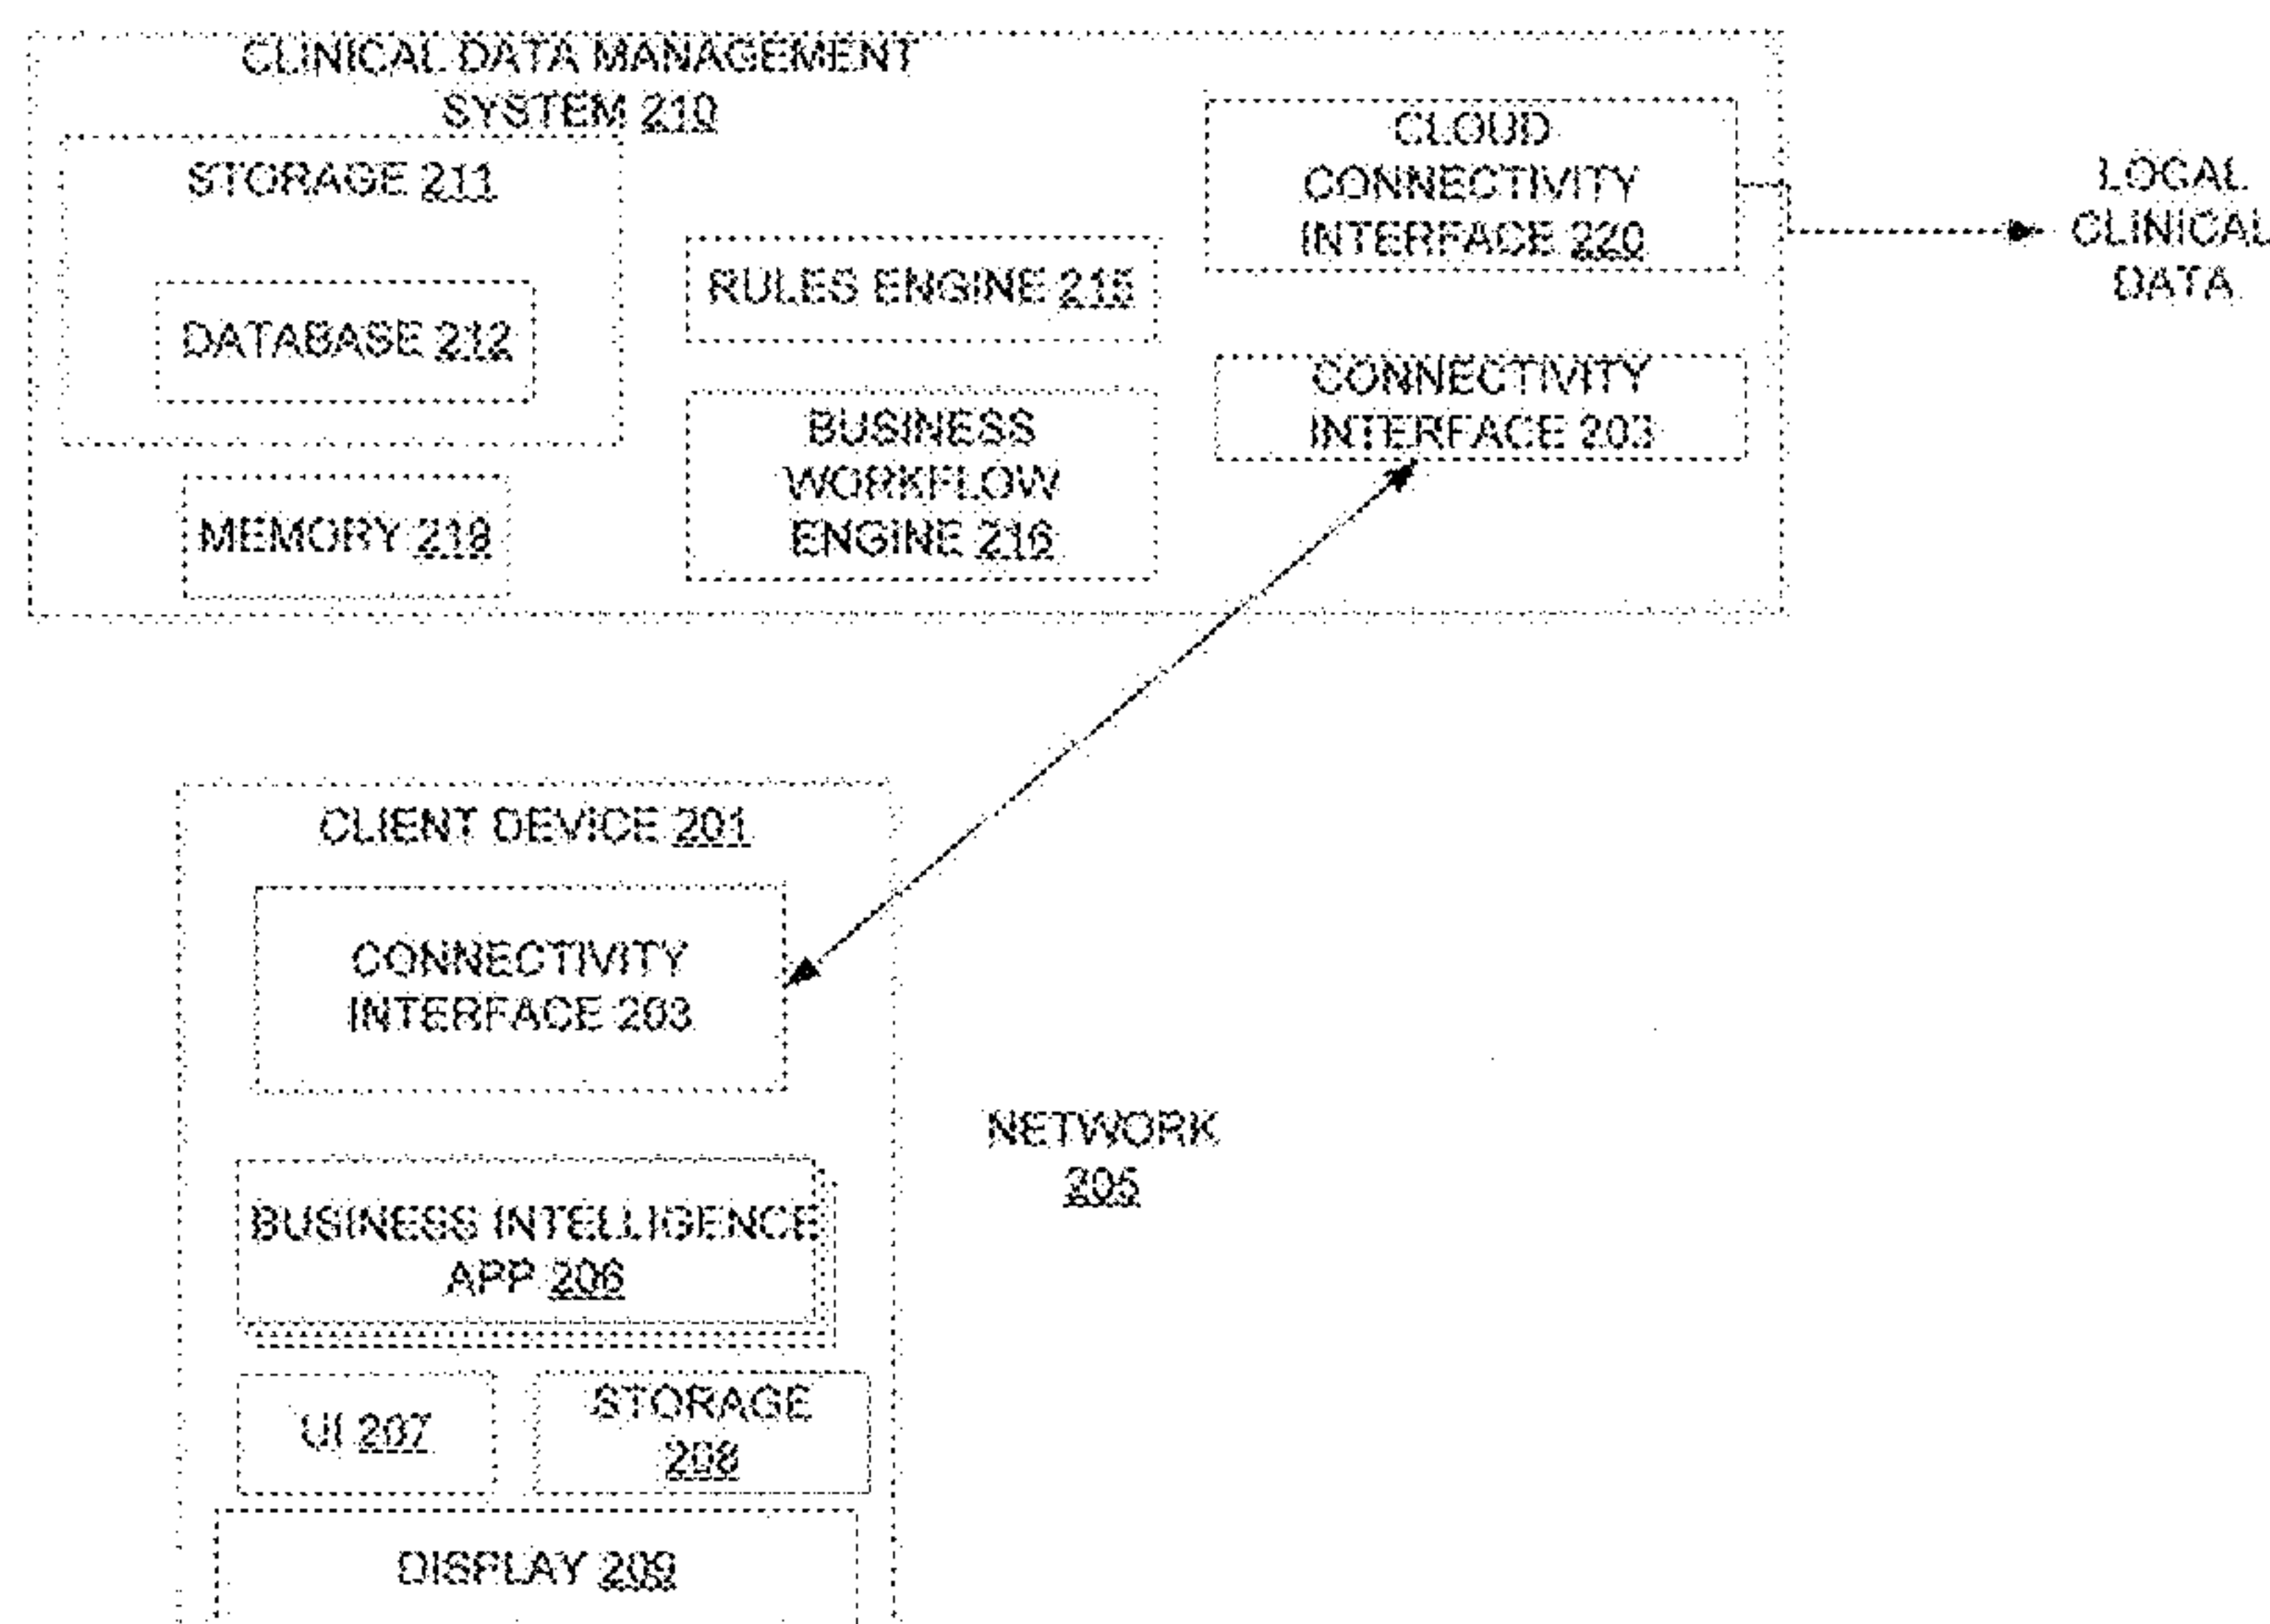 CLINICAL DATA MANAGEMENT
SYSTEM 210
STORAGE 211
DATABASE 212
MEMORY 219
RULES ENGINE 215
BUSINESS
WORKFLOW
ENGINE 216
CLOUD
CONNECTIVITY
INTERFACE 220
CONNECTIVITY
INTERFACE 203
LOCAL
CLINICAL
DATA
CLIENT DEVICE 201
CONNECTIVITY
INTERFACE 203
BUSINESS INTELLIGENCE
APP 206
UI 207
STORAGE
208
DISPLAY 209
NETWORK
205